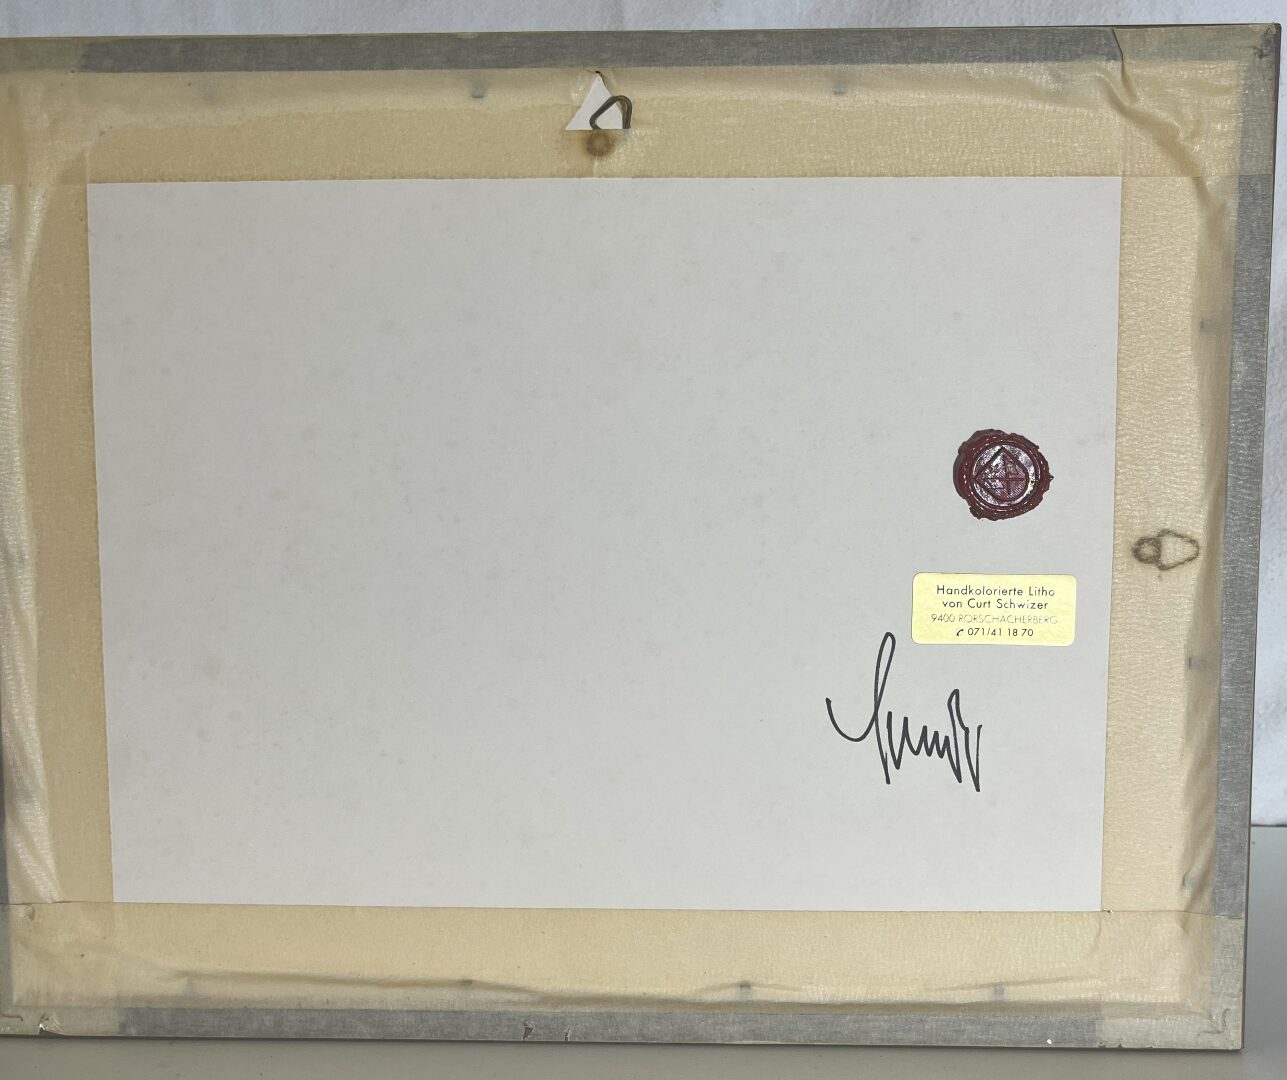 Handkolorierte Litho
von Curt Schwizer
9400 RORSCHACHERBERG
✆ 071/41 18 70